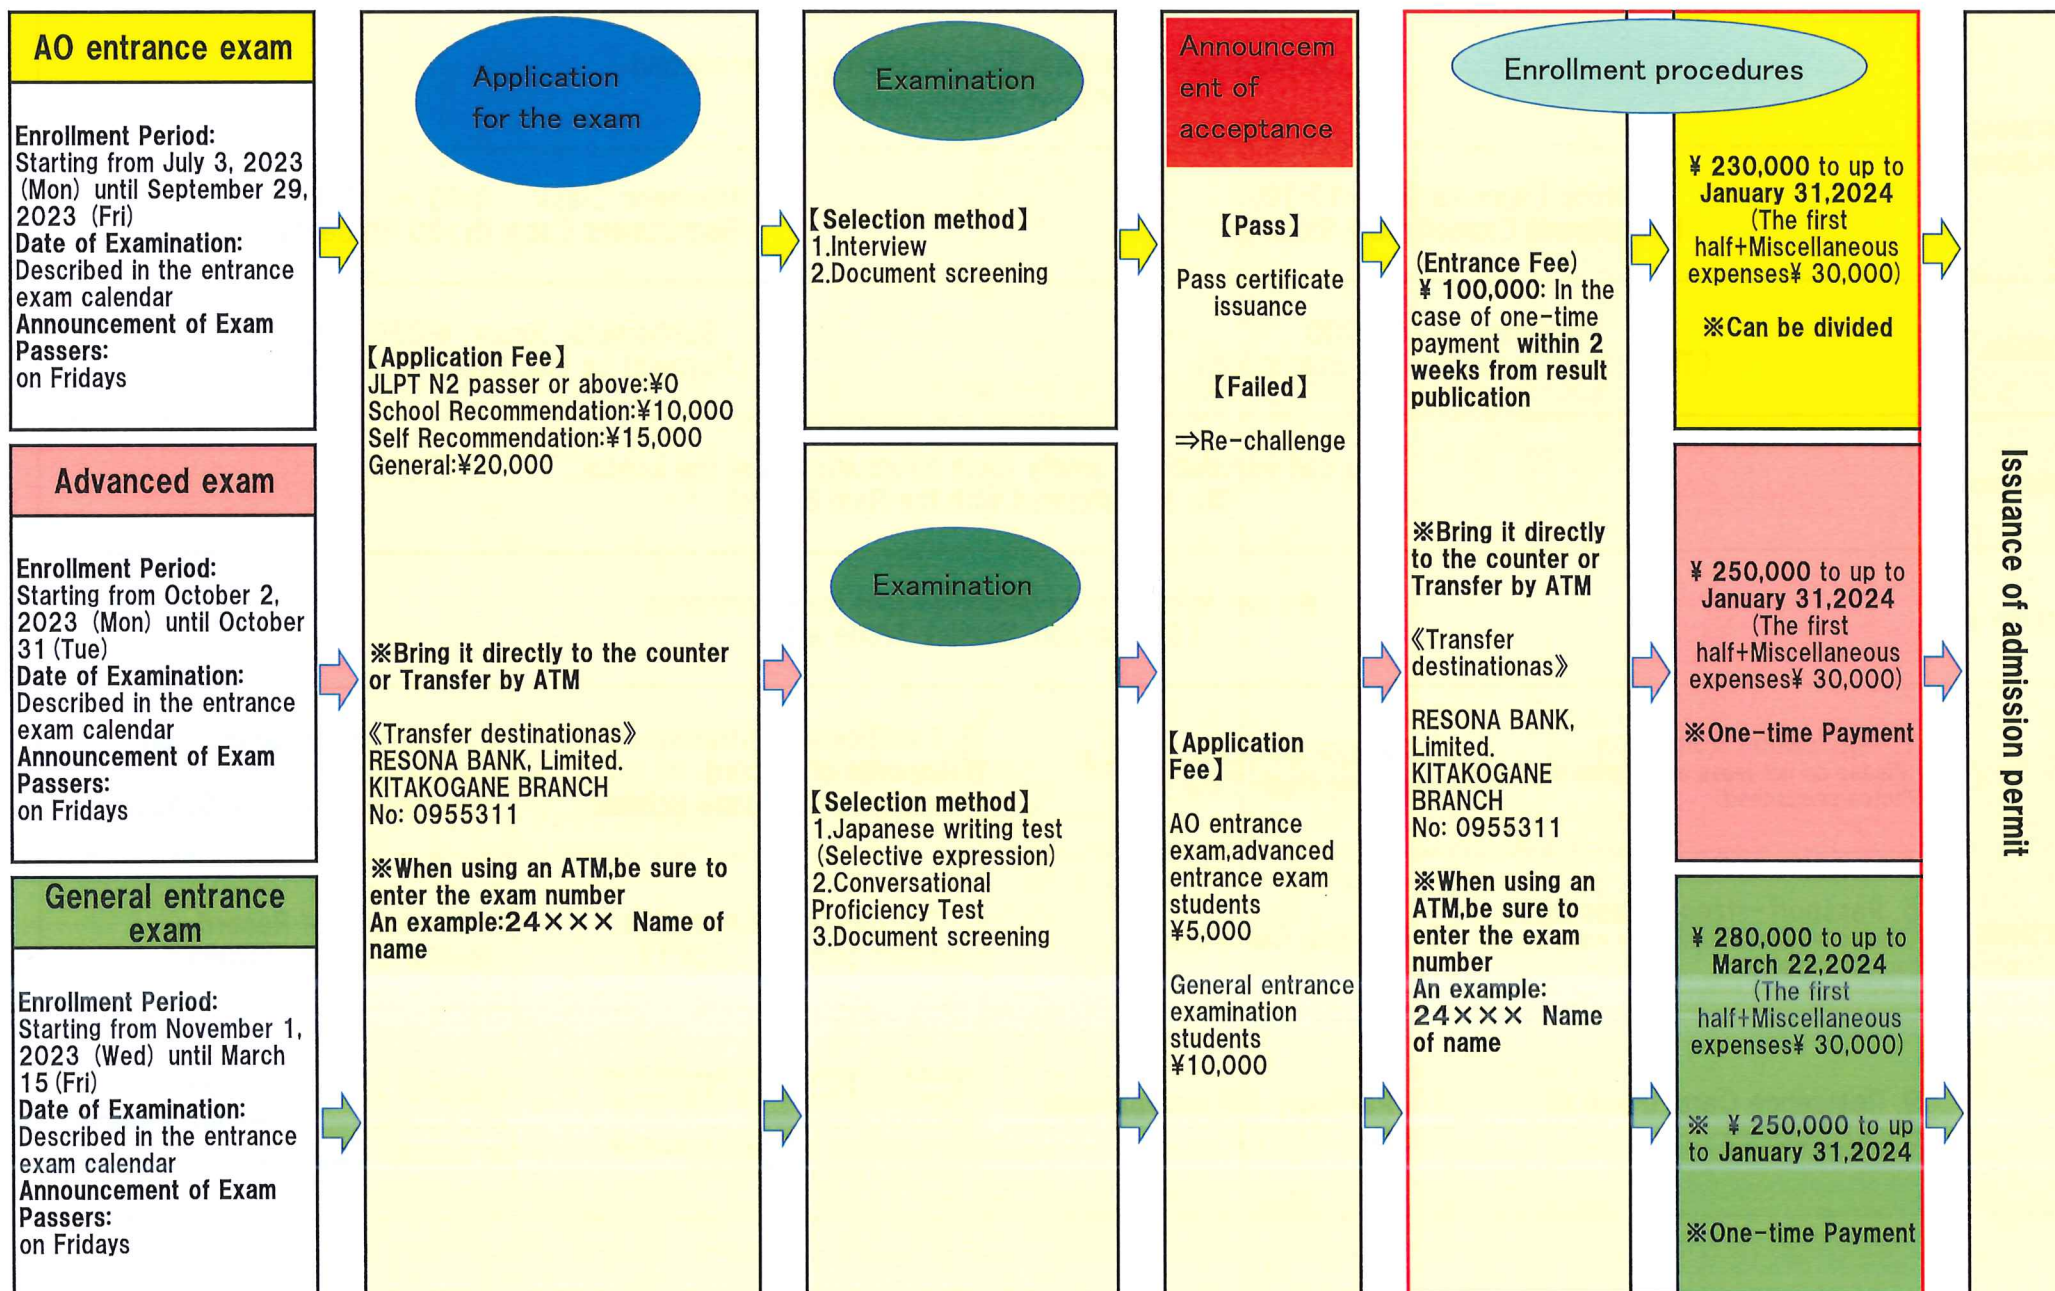 AO entrance exam
Enrollment Period:
Starting from July 3, 2023
(Mon) until September 29,
2023 (Fri)
Date of Examination:
Described in the entrance
exam calendar
Announcement of Exam
Passers:
on Fridays
Advanced exam
Enrollment Period:
Starting from October 2,
2023 (Mon) until October
31 (Tue)
Date of Examination:
Described in the entrance
exam calendar
Announcement of Exam
Passers:
on Fridays
General entrance
exam
Enrollment Period:
Starting from November 1,
2023 (Wed) until March
15 (Fri)
Date of Examination:
Described in the entrance
exam calendar
Announcement of Exam
Passers:
on Fridays
Application
for the exam
【Application Fee】
JLPT N2 passer or above:¥0
School Recommendation:¥10,000
Self Recommendation:¥15,000
General:¥20,000
※Bring it directly to the counter
or Transfer by ATM
《Transfer destinationas》
RESONA BANK, Limited.
KITAKOGANE BRANCH
No: 0955311
※When using an ATM,be sure to
enter the exam number
An example:24××× Name of
name
Examination
【Selection method】
1.Interview
2.Document screening
Examination
【Selection method】
1.Japanese writing test
(Selective expression)
2.Conversational
Proficiency Test
3.Document screening
Announcem
ent of
acceptance
【Pass】
Pass certificate
issuance
【Failed】
⇒Re-challenge
【Application
Fee】
AO entrance
exam,advanced
entrance exam
students
¥5,000
General entrance
examination
students
¥10,000
Enrollment procedures
(Entrance Fee)
¥ 100,000: In the
case of one-time
payment within 2
weeks from result
publication
※Bring it directly
to the counter or
Transfer by ATM
《Transfer
destinationas》
RESONA BANK,
Limited.
KITAKOGANE
BRANCH
No: 0955311
※When using an
ATM,be sure to
enter the exam
number
An example:
24××× Name
of name
¥ 230,000 to up to
January 31,2024
(The first
half+Miscellaneous
expenses¥ 30,000)
※Can be divided
¥ 250,000 to up to
January 31,2024
(The first
half+Miscellaneous
expenses¥ 30,000)
※One-time Payment
¥ 280,000 to up to
March 22,2024
(The first
half+Miscellaneous
expenses¥ 30,000)
※ ¥ 250,000 to up
to January 31,2024
※One-time Payment
Issuance of admission permit